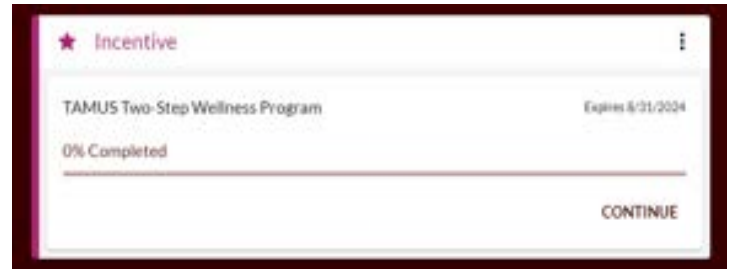 Incentive
TAMUS Two-Step Wellness Program
Expires 8/31/2024
0% Completed
CONTINUE